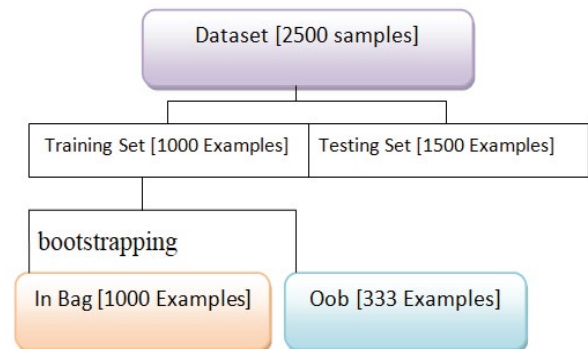 Dataset [2500 samples]
Training Set [1000 Examples]
Testing Set [1500 Examples]
bootstrapping
In Bag [1000 Examples]
Oob [333 Examples]